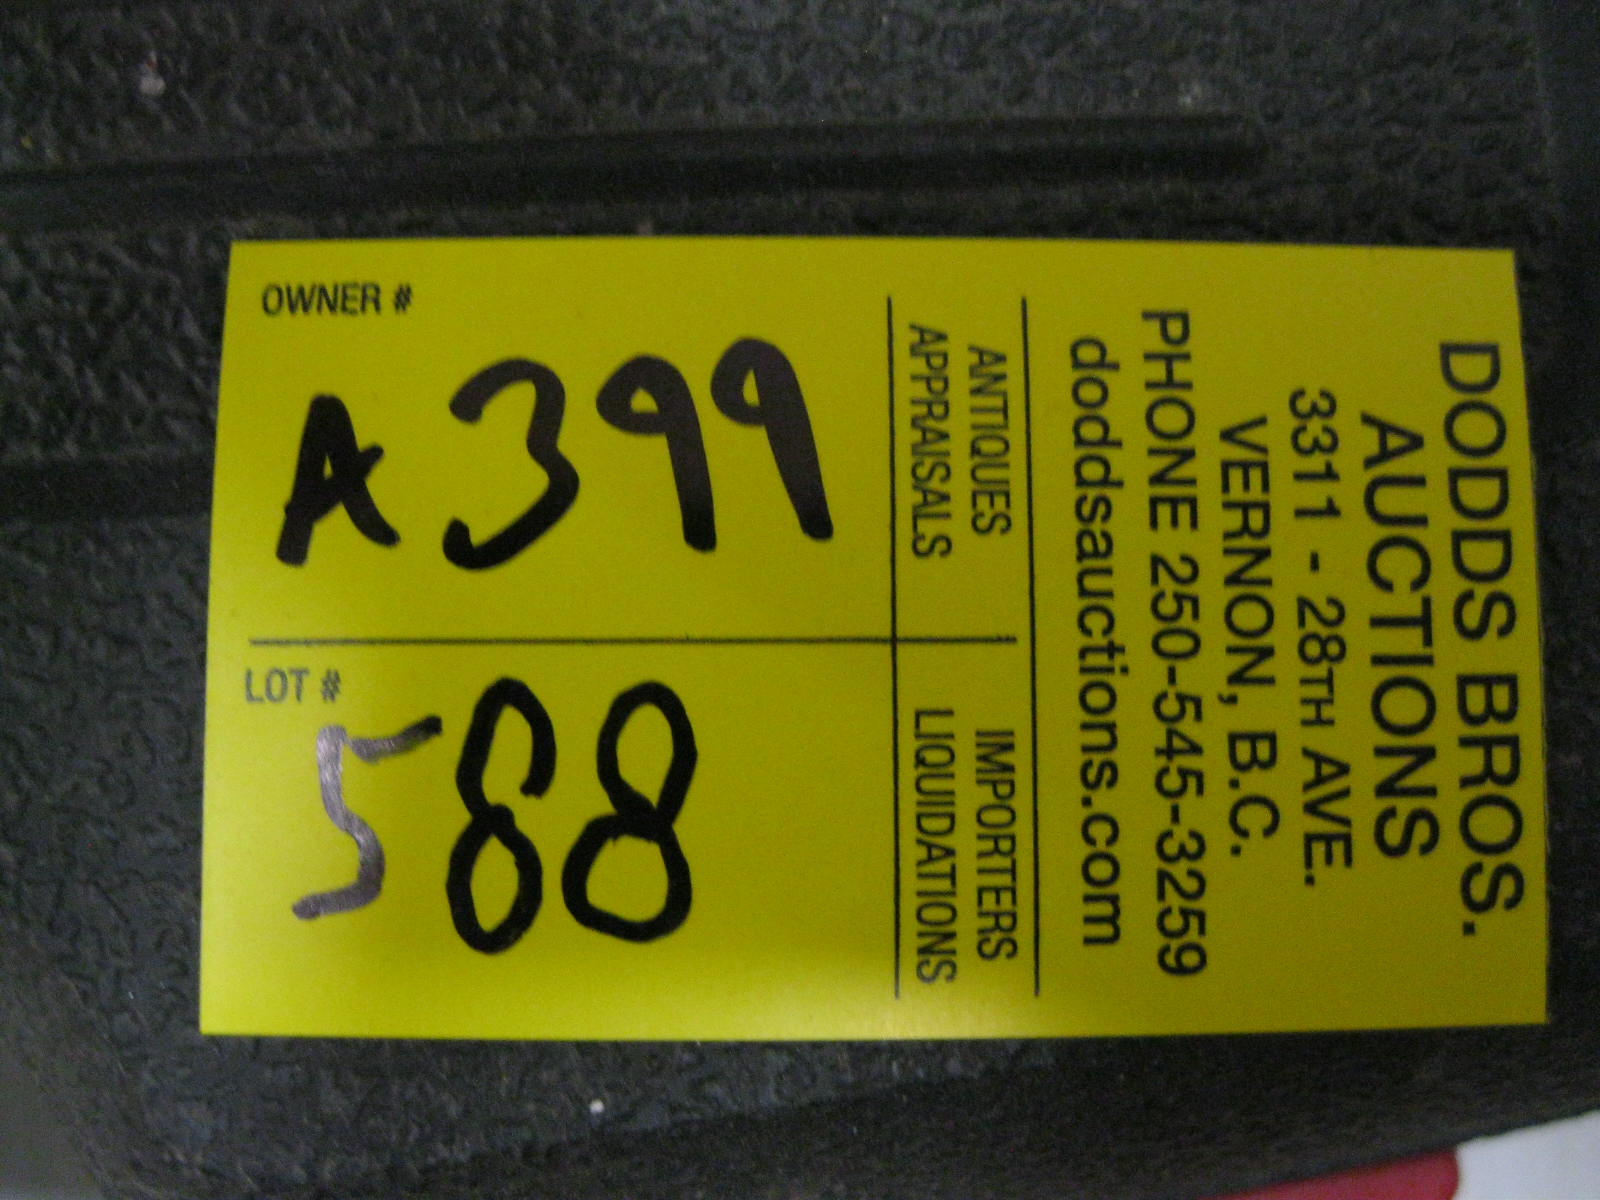 DODDS BROS.
AUCTIONS
3311 - 28TH AVE.
VERNON, B.C.
PHONE 250-545-3259
doddsauctions.com
ANTIQUES
APPRAISALS
IMPORTERS
LIQUIDATIONS
OWNER #
A399
LOT #
588